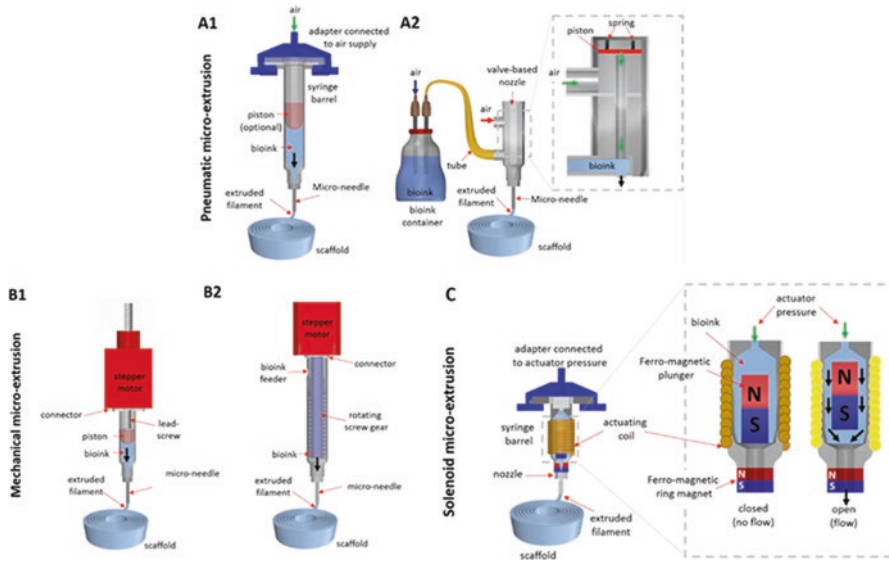 A1
air
adapter connected
to air supply
syringe
barrel
piston
(optional)
bioink
extruded
filament
Micro-needle
scaffold
Pneumatic micro-extrusion
A2
air
valve-based
nozzle
air
tube
bioink
bioink
container
extruded
filament
Micro-needle
scaffold
spring
piston
air
bioink
Mechanical micro-extrusion
B1
stepper
motor
connector
lead-
screw
piston
bioink
micro-needle
extruded
filament
scaffold
B2
stepper
motor
bioink
feeder
connector
rotating
screw gear
bioink
extruded
filament
micro-needle
scaffold
Solenoid micro-extrusion
C
adapter connected
to actuator pressure
syringe
barrel
actuating
coil
nozzle
extruded
filament
scaffold
actuator
pressure
bioink
Ferro-magnetic
plunger
N
S
N
S
Ferro-magnetic
ring magnet
N
S
N
S
closed
(no flow)
open
(flow)